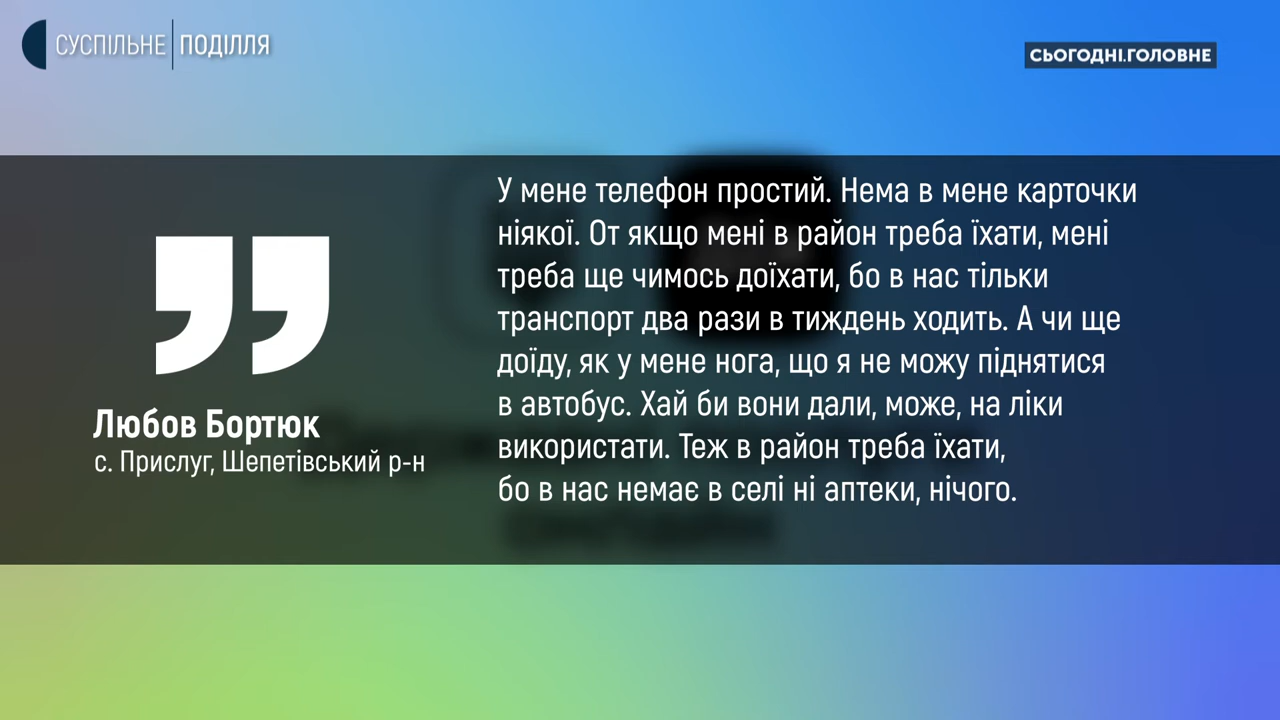 СУСПІЛЬНЕ ПОДІЛЛЯ
СЬОГОДНІ.ГОЛОВНЕ
У мене телефон простий. Нема в мене карточки
ніякої. От якщо мені в район треба їхати, мені
треба ще чимось доїхати, бо в нас тільки
транспорт два рази в тиждень ходить. А чи ще
доїду, як у мене нога, що я не можу піднятися
в автобус. Хай би вони дали, може, на ліки
використати. Теж в район треба їхати,
бо в нас немає в селі ні аптеки, нічого.
Любов Бортюк
с. Прислуг, Шепетівський р-н